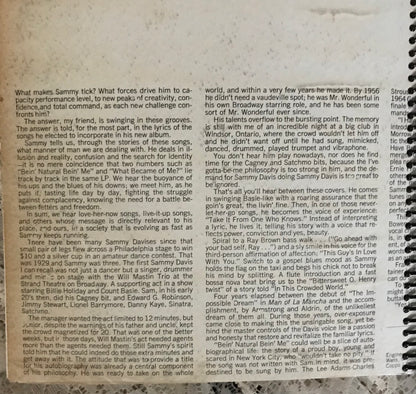 What makes Sammy tick? What forces drive him to ca-
pacity performance level, to new peaks of creativity, con-
fidence, and total command, as each new challenge con-
fronts him?
The answer, my friend, is swinging in these grooves.
The answer is told, for the most part, in the lyrics of the
songs he elected to incorporate in his new album.
Sammy tells us, through the stories of these songs,
what manner of man we are dealing with. He deals in il-
lusion and reality, confusion and the search for identity
—it is no mere coincidence that two numbers such as
"Bein' Natural Bein' Me" and "What Became of Me?" lie
track by track in the same LP. We hear the buoyance of
his ups and the blues of his downs; we meet him, as he
puts it, tasting life day by day, fighting the struggle
against complacency, knowing the need for a battle be-
tween fetters and freedom.
In sum, we hear love-her-now songs, live-it-up songs,
and others whose message is directly relevant to his
place, and ours, in a society that is evolving as fast as
Sammy keeps running.
There have been many Sammy Davises since that
small pair of legs flew across a Philadelphia stage to win
$10 and a silver cup in an amateur dance contest. That
was 1929 and Sammy was three. The first Sammy Davis
I can recall was not just a dancer but a singer, drummer
and mimic on stage with the Will Mastin Trio at the
Strand Theatre on Broadway. A supporting act in a show
starring Billie Holiday and Count Basie. Sam, in his early
20's then, did his Cagney bit, and Edward G. Robinson,
Jimmy Stewart, Lionel Barrymore, Danny Kaye, Sinatra,
Satchmo.
The manager wanted the act limited to 12 minutes, but
Junior, despite the warnings of his father and uncle, kept
the crowd magnetized for 20. That was one of the better
weeks, but in those days, Will Mastin's act needed agents
more than the agents needed them. Still Sammy's spirit
told him that he could indeed do those extra minutes and
get away with it. The attitude that was to provide a title
for his autobiography was already a central component
of his philosophy. He was ready to take on the whole
world, and within a very few years he made it. By 1956
he didn't need a vaudeville spot; he was Mr. Wonderful in
his own Broadway starring role, and he has been some
sort of Mr. Wonderful ever since.
His talents overflow to the bursting point. The memory
is still with me of an incredible night at a big club in
Windsor, Ontario, where the crowd wouldn't let him off
and he didn't want off until he had sung, mimicked,
danced, drummed, played trumpet and vibraphone.
You don't hear him play nowadays, nor does he find
time for the Cagney and Satchmo bits, because the I've
gotta-be-me philosophy is too strong in him, and the de-
mand for Sammy Davis doing Sammy Davis is too great to
be ignored.
That's all you'll hear between these covers. He comes
in swinging Basie-like with a roaring assurance that the
goin's great, the livin' fine. Then, in one of those never-
let-her-go songs, he becomes the voice of experience—
"Take It From One Who Knows." Instead of interpreting
a lyric, he lives it, telling his story with a voice that re-
flects power, conviction and yes, beauty.
Spiral to a Ray Brown bass walk . . . ("Go ahead with
your bad self, Ray . . .") and a sly smile in his voice for the
third-person affirmation of affection: "This Guy's In Love
With You." Switch to a gospel blues mood as Sammy
holds the flag on the taxi and begs his chick not to break
his mind by splitting. A flute introduction and a fast
bossa nova beat bring us to the "Bittersweet O. Henry
twist" of a story told "In This Crowded World."
Four years elapsed between the debut of "The Im-
possible Dream" in Man of La Mancha and the accom-
plishment, by Armstrong and Aldrin, of the unlikeliest
dream of them all. During those years, over-exposure
came close to making this the unsingable song, yet be-
hind the master controls of the Davis voice lie a passion
and honesty that restore and revitalize the familiar lyrics.
"Bein' Natural Bein' Me" could well be a slice of auto-
biographical life: the story of a proud boy, young and
scared in New York City, who "wouldn't take no pity." If
the song was not written with Sam in mind, it was pre-
destined to be sung by him. The Lee Adams-Charles
Strou
1964